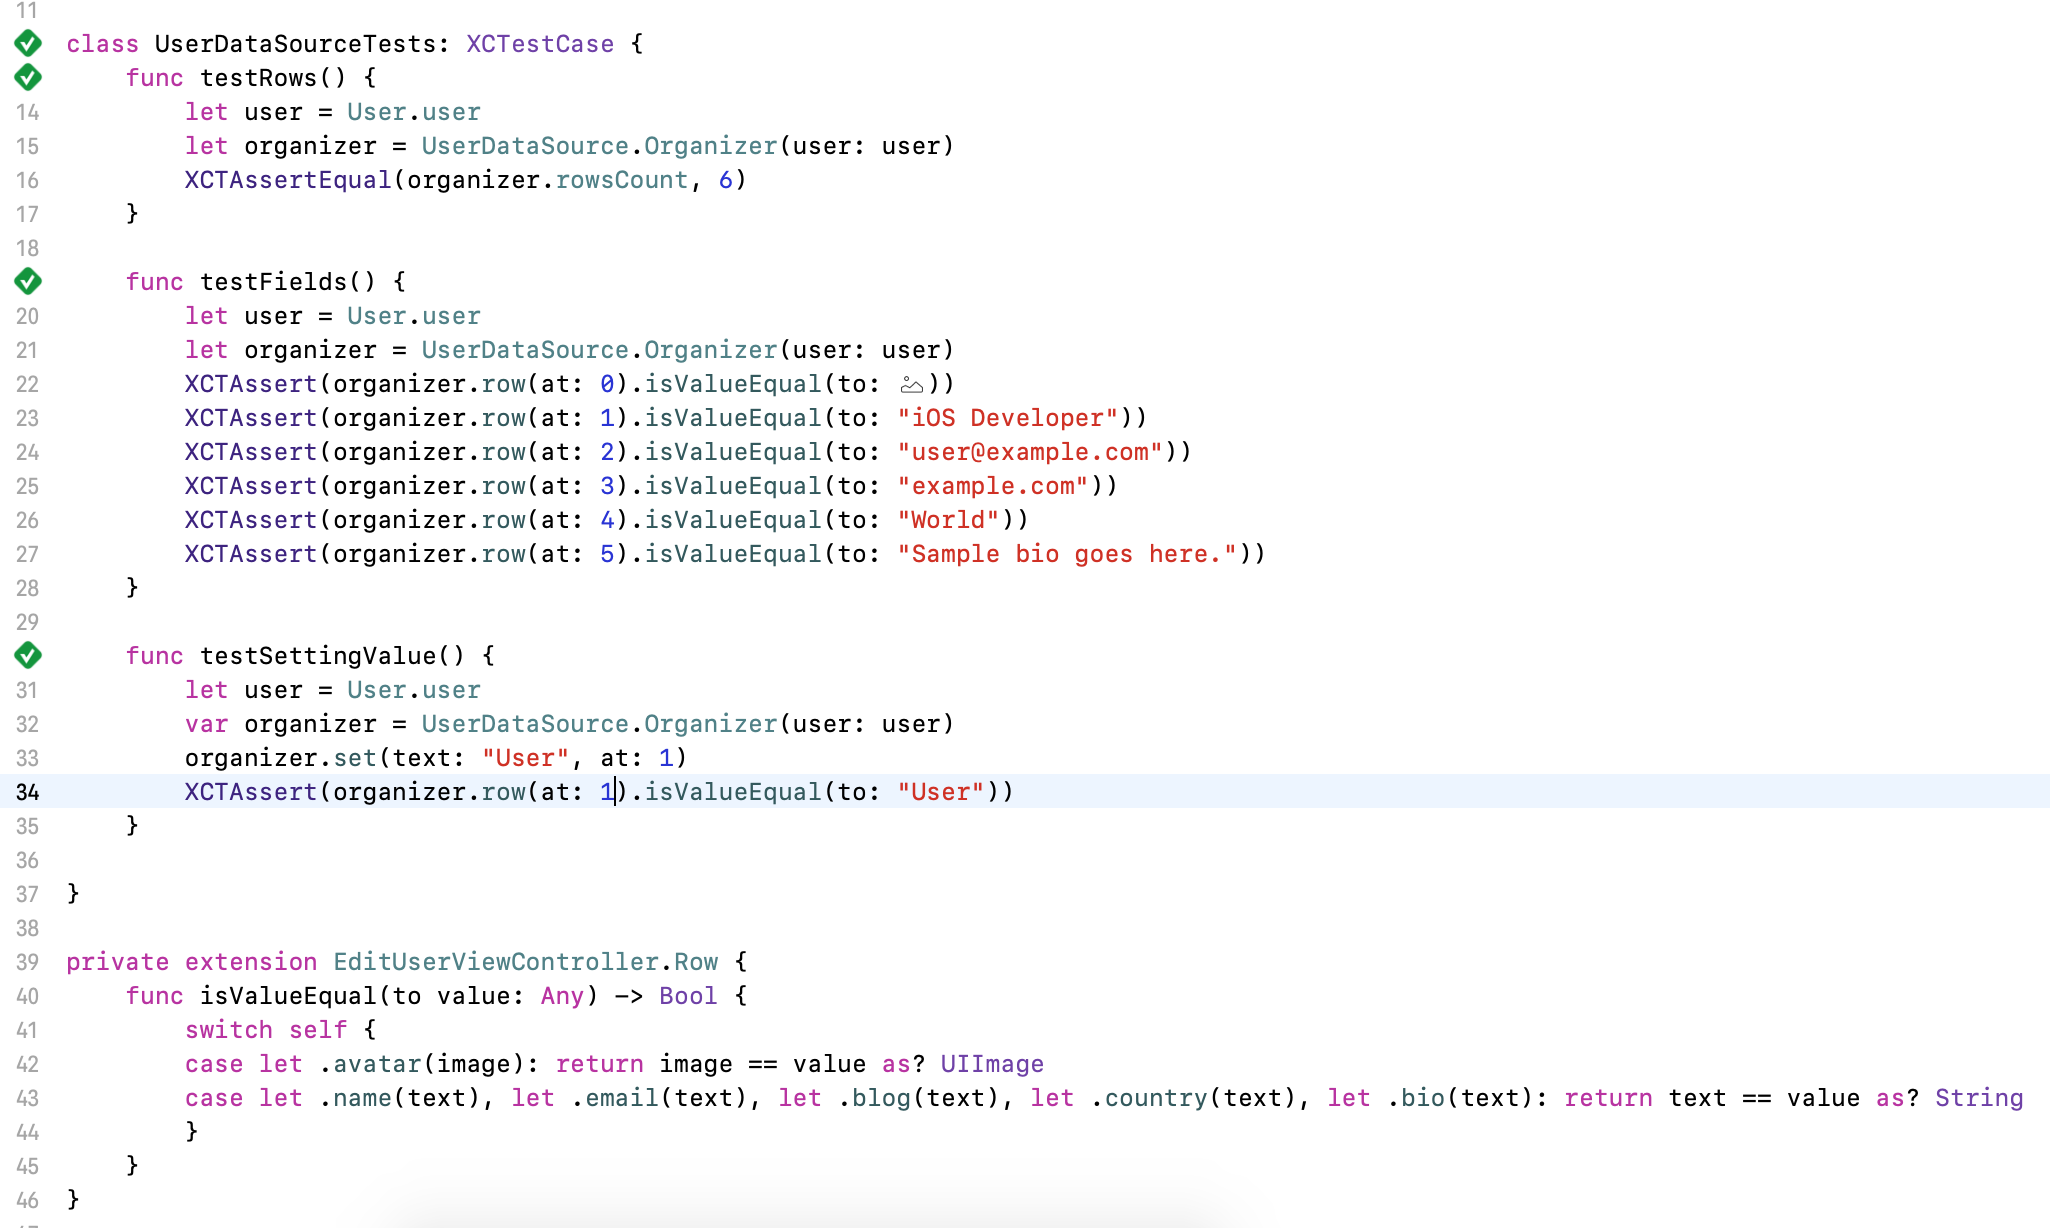 11
class UserDataSourceTests: XCTestCase {
func testRows() {
14 let user = User.user
15 let organizer = UserDataSource.Organizer(user: user)
16 XCTAssertEqual(organizer.rowsCount, 6)
17 }
18
func testFields() {
20 let user = User.user
21 let organizer = UserDataSource.Organizer(user: user)
22 XCTAssert(organizer.row(at: 0).isValueEqual(to: ))
23 XCTAssert(organizer.row(at: 1).isValueEqual(to: "iOS Developer"))
24 XCTAssert(organizer.row(at: 2).isValueEqual(to: "user@example.com"))
25 XCTAssert(organizer.row(at: 3).isValueEqual(to: "example.com"))
26 XCTAssert(organizer.row(at: 4).isValueEqual(to: "World"))
27 XCTAssert(organizer.row(at: 5).isValueEqual(to: "Sample bio goes here."))
28 }
29
func testSettingValue() {
31 let user = User.user
32 var organizer = UserDataSource.Organizer(user: user)
33 organizer.set(text: "User", at: 1)
34 XCTAssert(organizer.row(at: 1).isValueEqual(to: "User"))
35 }
36
37 }
38
39 private extension EditUserViewController.Row {
40 func isValueEqual(to value: Any) -> Bool {
41 switch self {
42 case let .avatar(image): return image == value as? UIImage
43 case let .name(text), let .email(text), let .blog(text), let .country(text), let .bio(text): return text == value as? String
44 }
45 }
46 }